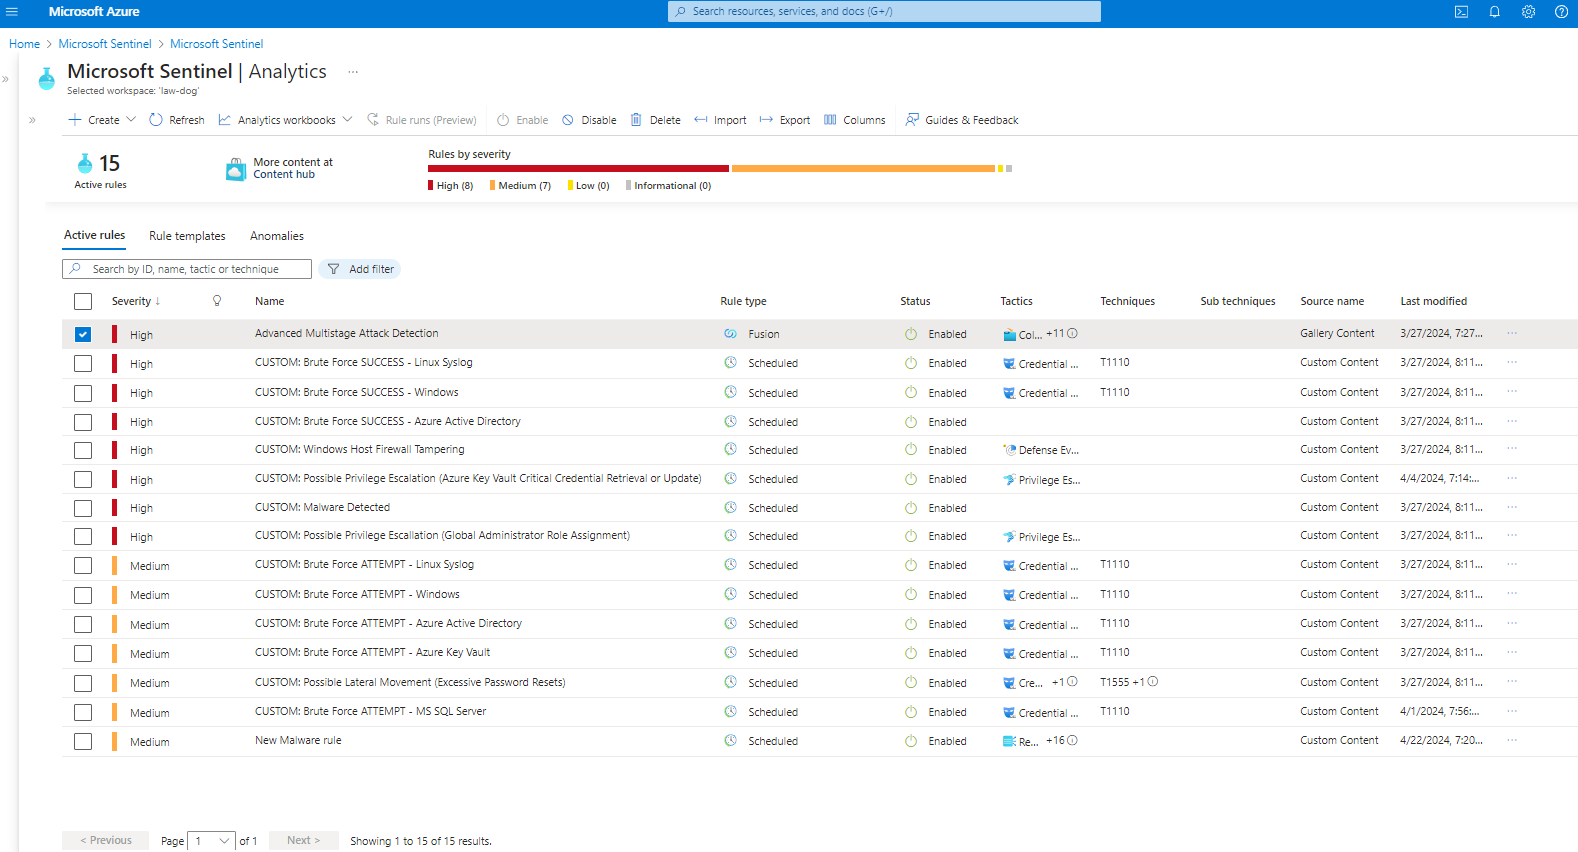 Microsoft Azure
Search resources, services, and docs (G+/)
Home > Microsoft Sentinel > Microsoft Sentinel
Microsoft Sentinel | Analytics ...
Selected workspace: 'law-dog'
Create Refresh Analytics workbooks Rule runs (Preview) Enable Disable Delete Import Export Columns Guides & Feedback
15
Active rules
More content at
Content hub
Rules by severity
High (8) Medium (7) Low (0) Informational (0)
Active rules Rule templates Anomalies
Search by ID, name, tactic or technique Add filter
Severity ↓ Name Rule type Status Tactics Techniques Sub techniques Source name Last modified
High Advanced Multistage Attack Detection Fusion Enabled Col... +11 Gallery Content 3/27/2024, 7:27... ...
High CUSTOM: Brute Force SUCCESS - Linux Syslog Scheduled Enabled Credential ... T1110 Custom Content 3/27/2024, 8:11... ...
High CUSTOM: Brute Force SUCCESS - Windows Scheduled Enabled Credential ... T1110 Custom Content 3/27/2024, 8:11... ...
High CUSTOM: Brute Force SUCCESS - Azure Active Directory Scheduled Enabled Custom Content 3/27/2024, 8:11... ...
High CUSTOM: Windows Host Firewall Tampering Scheduled Enabled Defense Ev... Custom Content 3/27/2024, 8:11... ...
High CUSTOM: Possible Privilege Escalation (Azure Key Vault Critical Credential Retrieval or Update) Scheduled Enabled Privilege Es... Custom Content 4/4/2024, 7:14:... ...
High CUSTOM: Malware Detected Scheduled Enabled Custom Content 3/27/2024, 8:11... ...
High CUSTOM: Possible Privilege Escallation (Global Administrator Role Assignment) Scheduled Enabled Privilege Es... Custom Content 3/27/2024, 8:11... ...
Medium CUSTOM: Brute Force ATTEMPT - Linux Syslog Scheduled Enabled Credential ... T1110 Custom Content 3/27/2024, 8:11... ...
Medium CUSTOM: Brute Force ATTEMPT - Windows Scheduled Enabled Credential ... T1110 Custom Content 3/27/2024, 8:11... ...
Medium CUSTOM: Brute Force ATTEMPT - Azure Active Directory Scheduled Enabled Credential ... T1110 Custom Content 3/27/2024, 8:11... ...
Medium CUSTOM: Brute Force ATTEMPT - Azure Key Vault Scheduled Enabled Credential ... T1110 Custom Content 3/27/2024, 8:11... ...
Medium CUSTOM: Possible Lateral Movement (Excessive Password Resets) Scheduled Enabled Cre... +1 T1555 +1 Custom Content 3/27/2024, 8:11... ...
Medium CUSTOM: Brute Force ATTEMPT - MS SQL Server Scheduled Enabled Credential ... T1110 Custom Content 4/1/2024, 7:56:... ...
Medium New Malware rule Scheduled Enabled Re... +16 Custom Content 4/22/2024, 7:20... ...
< Previous Page 1 of 1 Next > Showing 1 to 15 of 15 results.